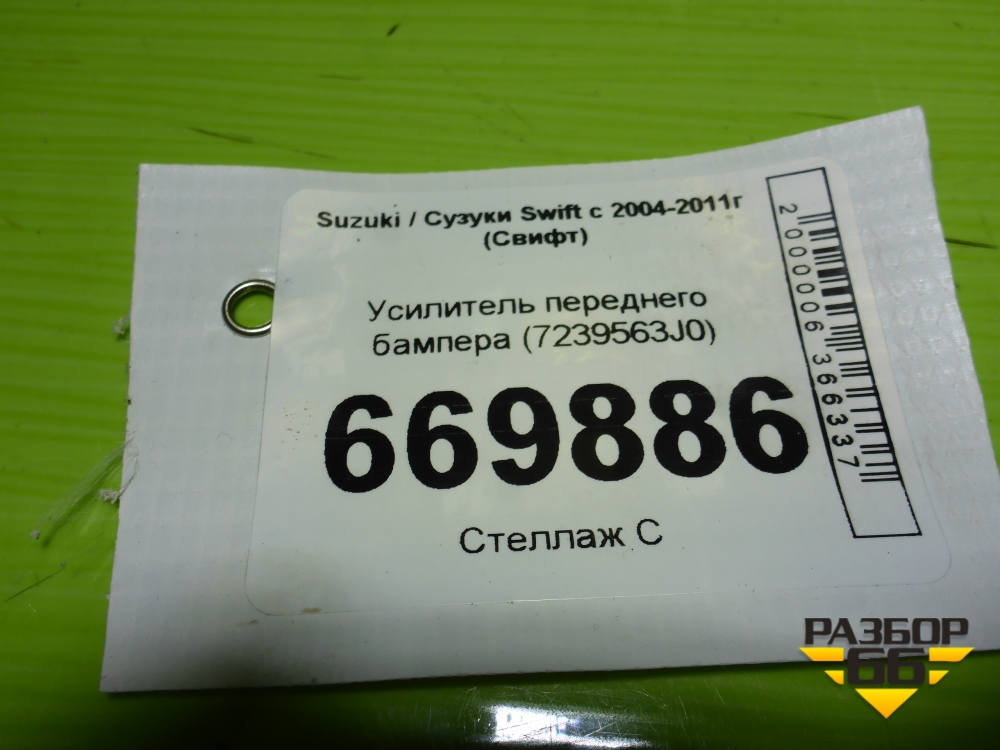 Suzuki / Сузуки Swift с 2004-2011г
(Свифт)
Усилитель переднего
бампера (7239563J0)
669886
Стеллаж С
2000006366337
РАЗБОР
66